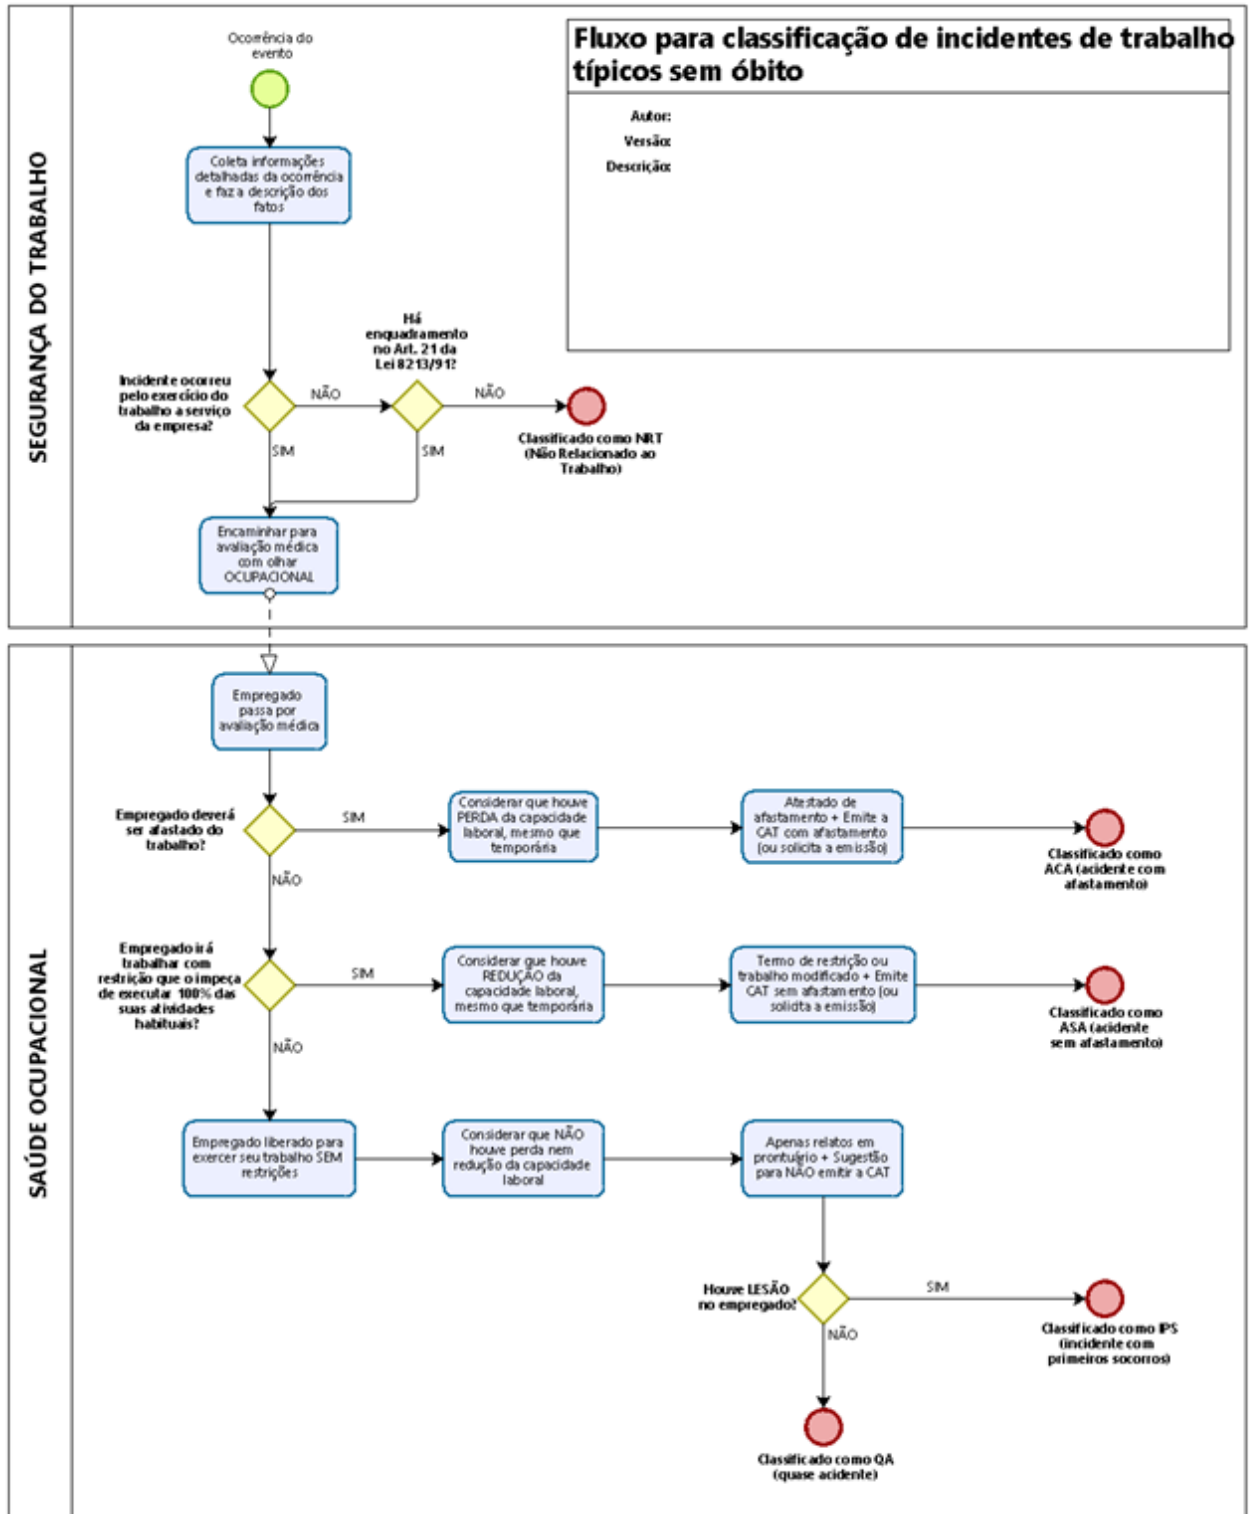 Fluxo para classificação de incidentes de trabalho
típicos sem óbito
Autor:
Versão:
Descrição:
SEGURANÇA DO TRABALHO
Ocorrência do
evento
Coleta informações
detalhadas da ocorrência
e faz a descrição dos
fatos
Incidente ocorreu
pelo exercício do
trabalho a serviço
da empresa?
NÃO
SIM
Há
enquadramento
no Art. 21 da
Lei 8213/91?
NÃO
SIM
Classificado como NRT
(Não Relacionado ao
Trabalho)
Encaminhar para
avaliação médica
com olhar
OCUPACIONAL
SAÚDE OCUPACIONAL
Empregado
passa por
avaliação médica
Empregado deverá
ser afastado do
trabalho?
SIM
NÃO
Considerar que houve
PERDA da capacidade
laboral, mesmo que
temporária
Atestado de
afastamento + Emite a
CAT com afastamento
(ou solicita a emissão)
Classificado como
ACA (acidente com
afastamento)
Empregado irá
trabalhar com
restrição que o impeça
de executar 100% das
suas atividades
habituais?
SIM
NÃO
Considerar que houve
REDUÇÃO da
capacidade laboral,
mesmo que temporária
Termo de restrição ou
trabalho modificado + Emite
CAT sem afastamento (ou
solicita a emissão)
Classificado como
ASA (acidente
sem afastamento)
Empregado liberado para
exercer seu trabalho SEM
restrições
Considerar que NÃO
houve perda nem
redução da capacidade
laboral
Apenas relatos em
prontuário + Sugestão
para NÃO emitir a CAT
Houve LESÃO
no empregado?
SIM
NÃO
Classificado como IPS
(incidente com
primeiros socorros)
Classificado como QA
(quase acidente)